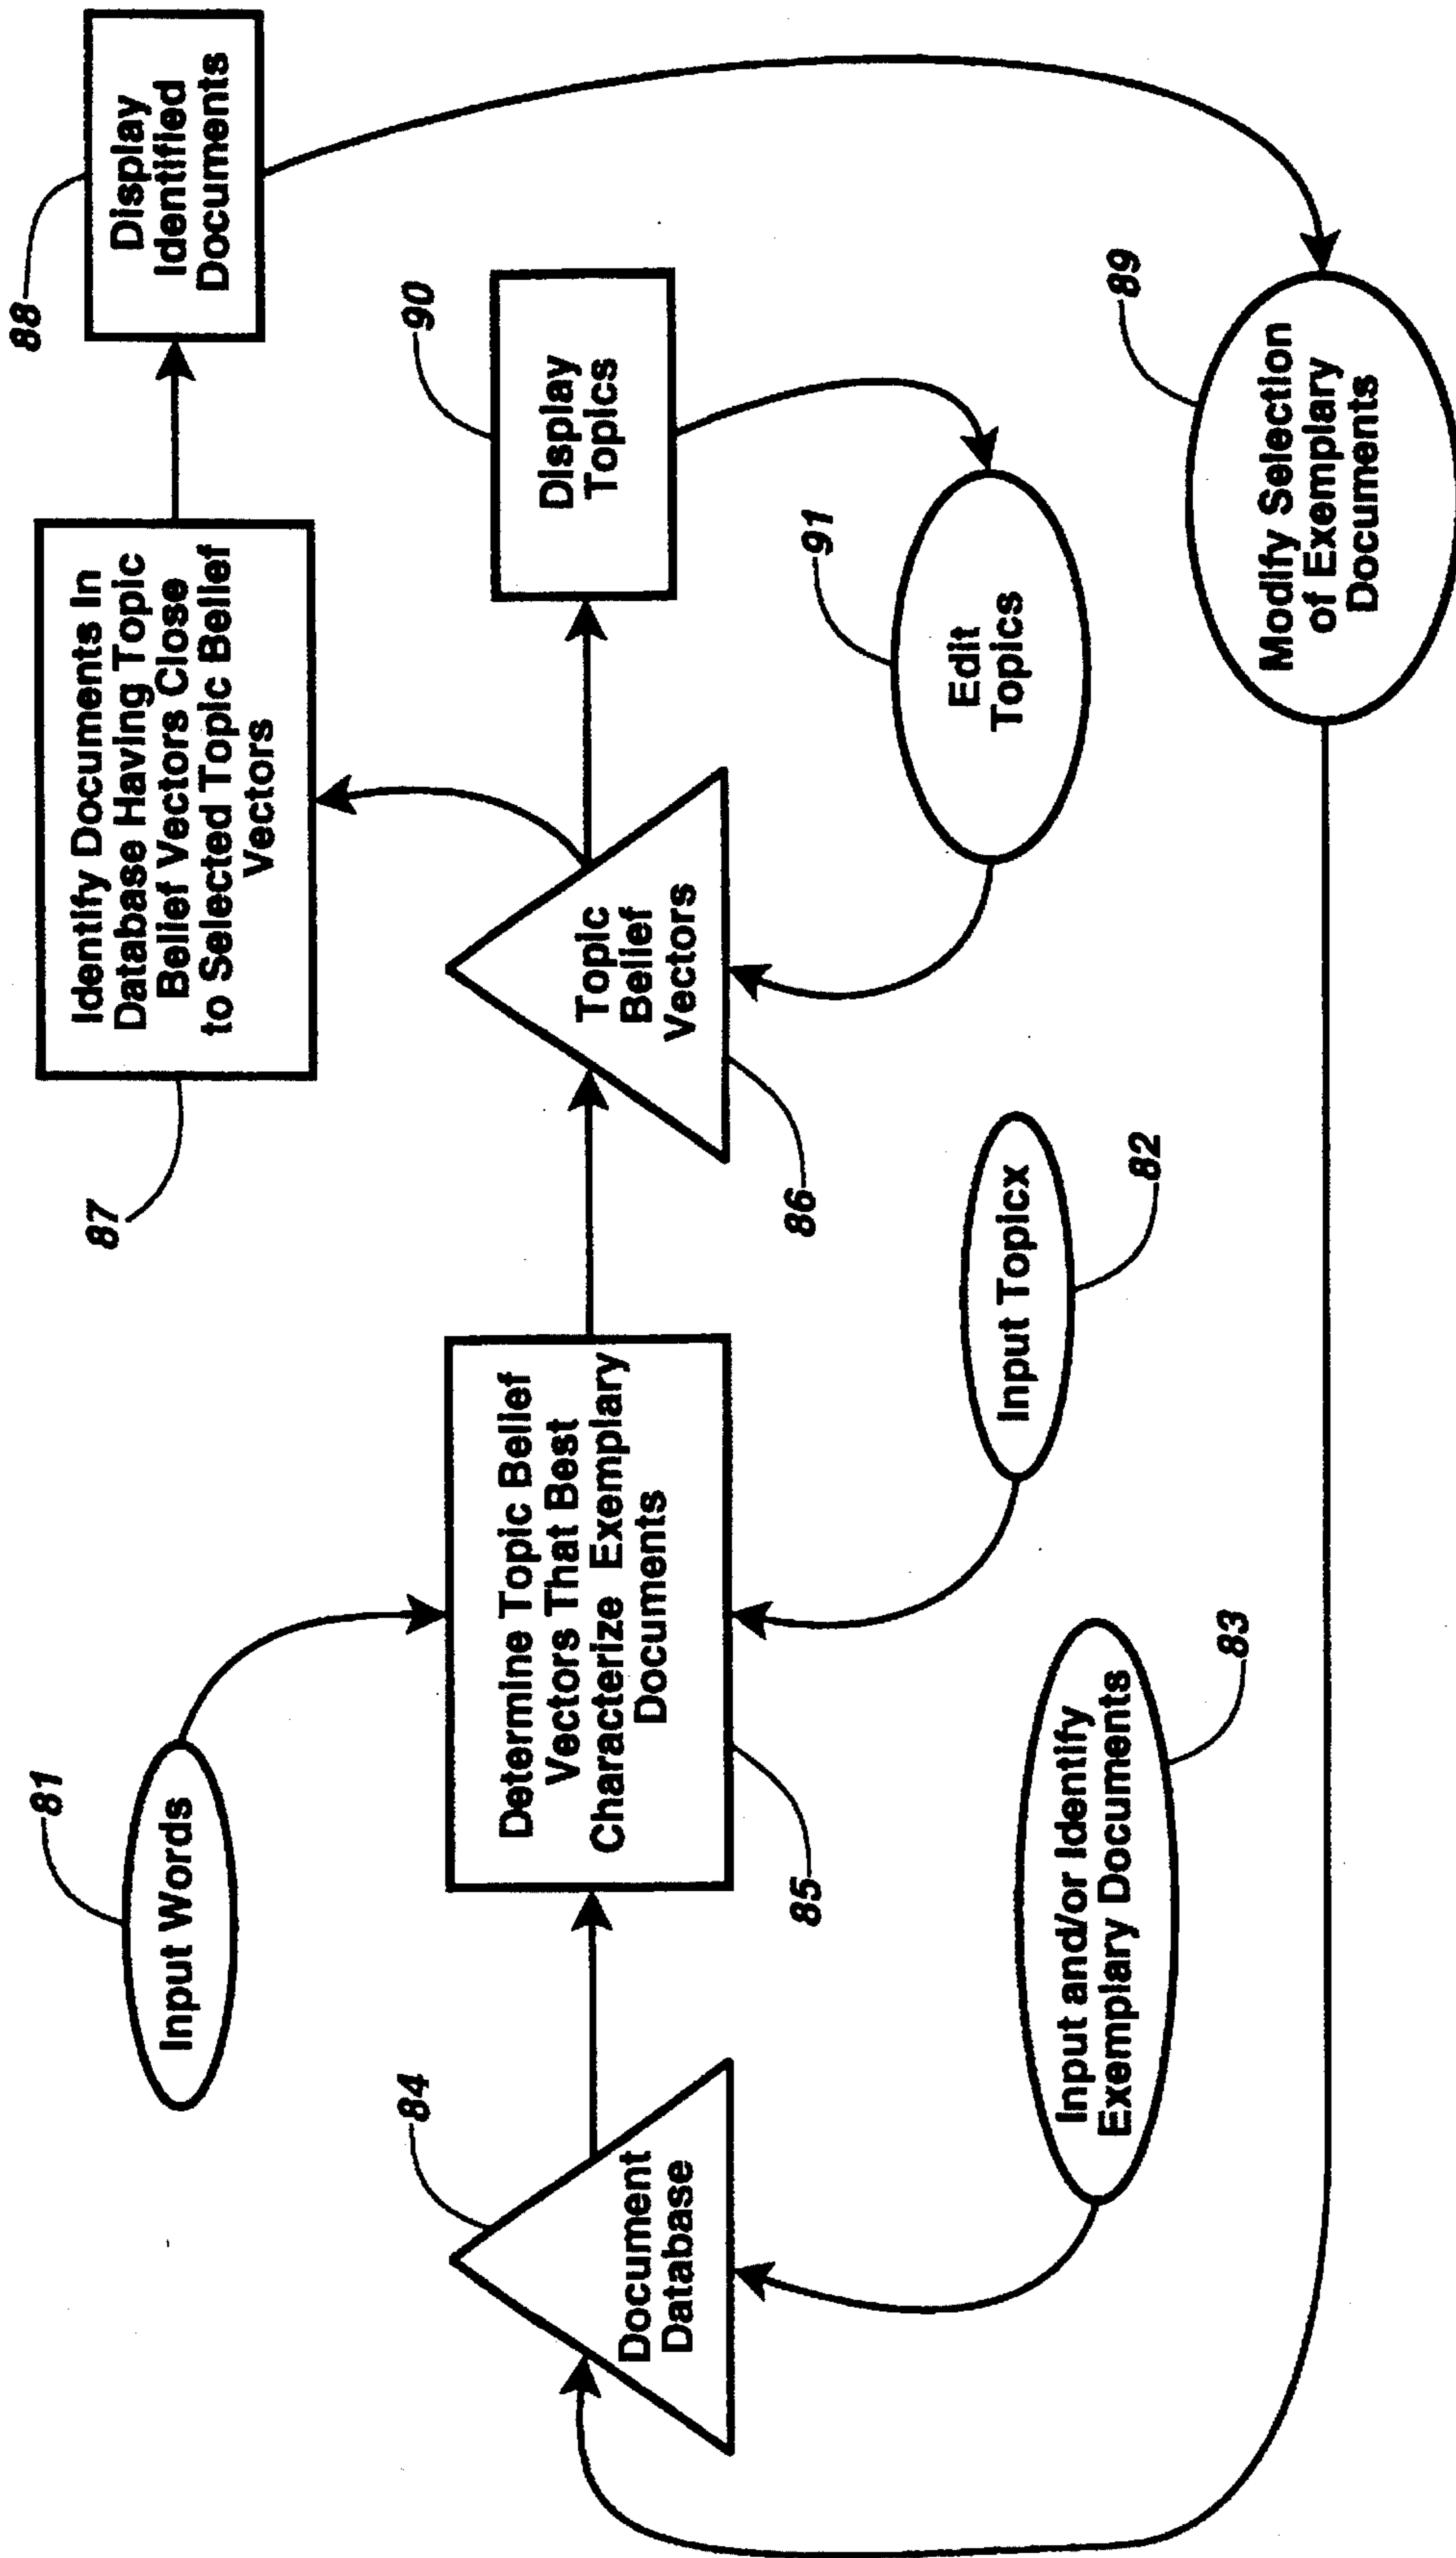 81
Input Words
84
Document
Database
Determine Topic Belief
Vectors That Best
Characterize Exemplary
Documents
85
Input and/or Identify
Exemplary Documents
83
Input Topicx
82
87
Identify Documents In
Database Having Topic
Belief Vectors Close
to Selected Topic Belief
Vectors
88
Display
Identified
Documents
Topic
Belief
Vectors
86
90
Display
Topics
91
Edit
Topics
89
Modify Selection
of Exemplary
Documents